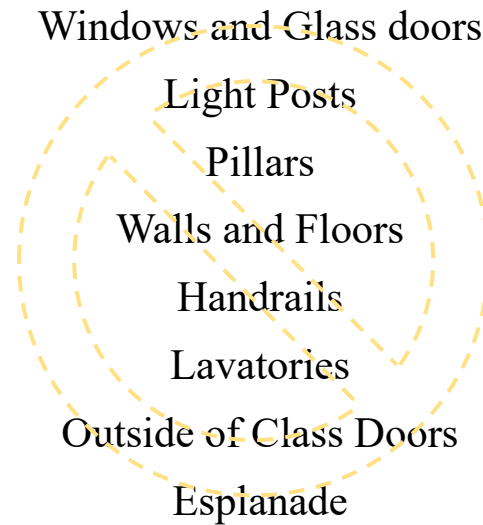 Windows and Glass doors
Light Posts
Pillars
Walls and Floors
Handrails
Lavatories
Outside of Class Doors
Esplanade